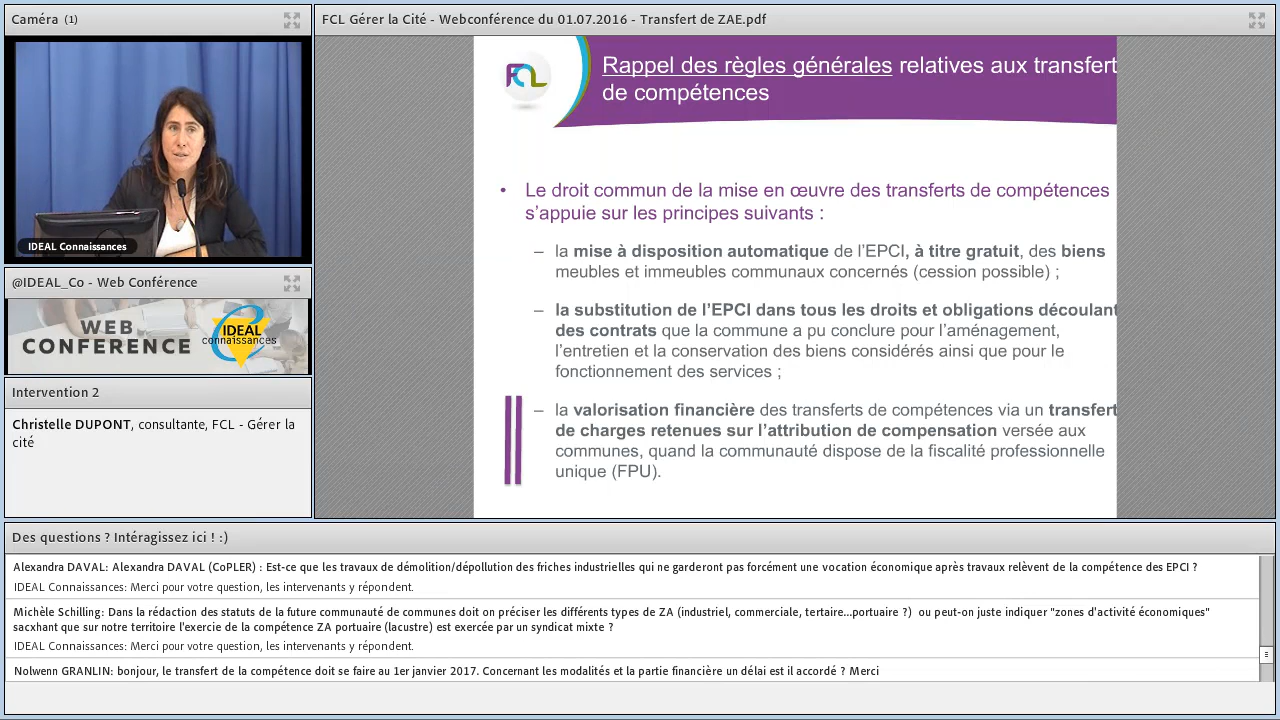 Caméra (1)
IDEAL Connaissances
@IDEAL_Co - Web Conférence
WEB
CONFERENCE
IDEAL
connaissances
Intervention 2
Christelle DUPONT, consultante, FCL - Gérer la
cité
FCL Gérer la Cité - Webconférence du 01.07.2016 - Transfert de ZAE.pdf
FCL
Rappel des règles générales relatives aux transfert
de compétences
• Le droit commun de la mise en œuvre des transferts de compétences
s’appuie sur les principes suivants :
– la mise à disposition automatique de l’EPCI, à titre gratuit, des biens
meubles et immeubles communaux concernés (cession possible) ;
– la substitution de l’EPCI dans tous les droits et obligations découlant
des contrats que la commune a pu conclure pour l’aménagement,
l’entretien et la conservation des biens considérés ainsi que pour le
fonctionnement des services ;
– la valorisation financière des transferts de compétences via un transfert
de charges retenues sur l’attribution de compensation versée aux
communes, quand la communauté dispose de la fiscalité professionnelle
unique (FPU).
Des questions ? Intéragissez ici ! :)
Alexandra DAVAL: Alexandra DAVAL (CoPLER) : Est-ce que les travaux de démolition/dépollution des friches industrielles qui ne garderont pas forcément une vocation économique après travaux relèvent de la compétence des EPCI ?
IDEAL Connaissances: Merci pour votre question, les intervenants y répondent.
Michèle Schilling: Dans la rédaction des statuts de la future communauté de communes doit on préciser les différents types de ZA (industriel, commerciale, tertaire...portuaire ?) ou peut-on juste indiquer "zones d'activité économiques"
sacxhant que sur notre territoire l'exercie de la compétence ZA portuaire (lacustre) est exercée par un syndicat mixte ?
IDEAL Connaissances: Merci pour votre question, les intervenants y répondent.
Nolwenn GRANLIN: bonjour, le transfert de la compétence doit se faire au 1er janvier 2017. Concernant les modalités et la partie financière un délai est il accordé ? Merci